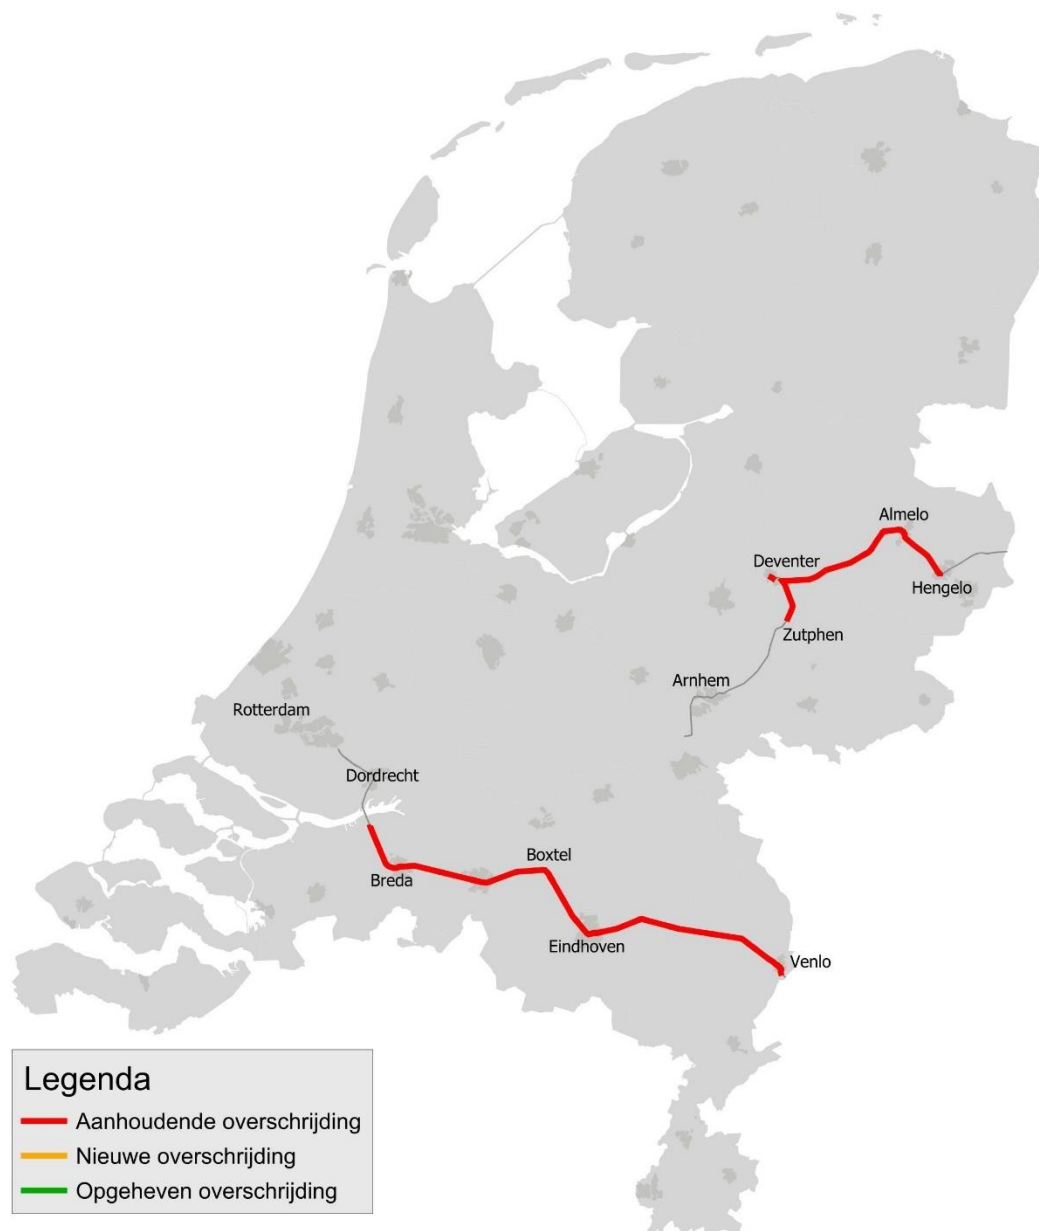 Almelo
Deventer
Hengelo
Zutphen
Arnhem
Rotterdam
Dordrecht
Boxtel
Breda
Eindhoven
Venlo
Legenda
Aanhoudende overschrijding
Nieuwe overschrijding
Opgeheven overschrijding